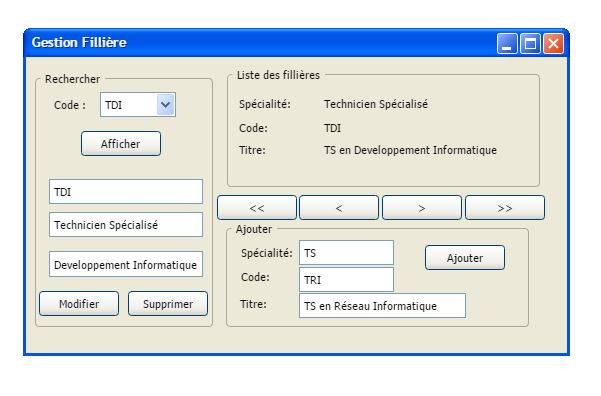 Gestion Fillière
Rechercher
Code :
TDI
Afficher
TDI
Technicien Spécialisé
Developpement Informatique
Modifier
Supprimer
Liste des fillières
Spécialité: Technicien Spécialisé
Code: TDI
Titre: TS en Developpement Informatique
<< < > >>
Ajouter
Spécialité: TS
Ajouter
Code: TRI
Titre: TS en Réseau Informatique